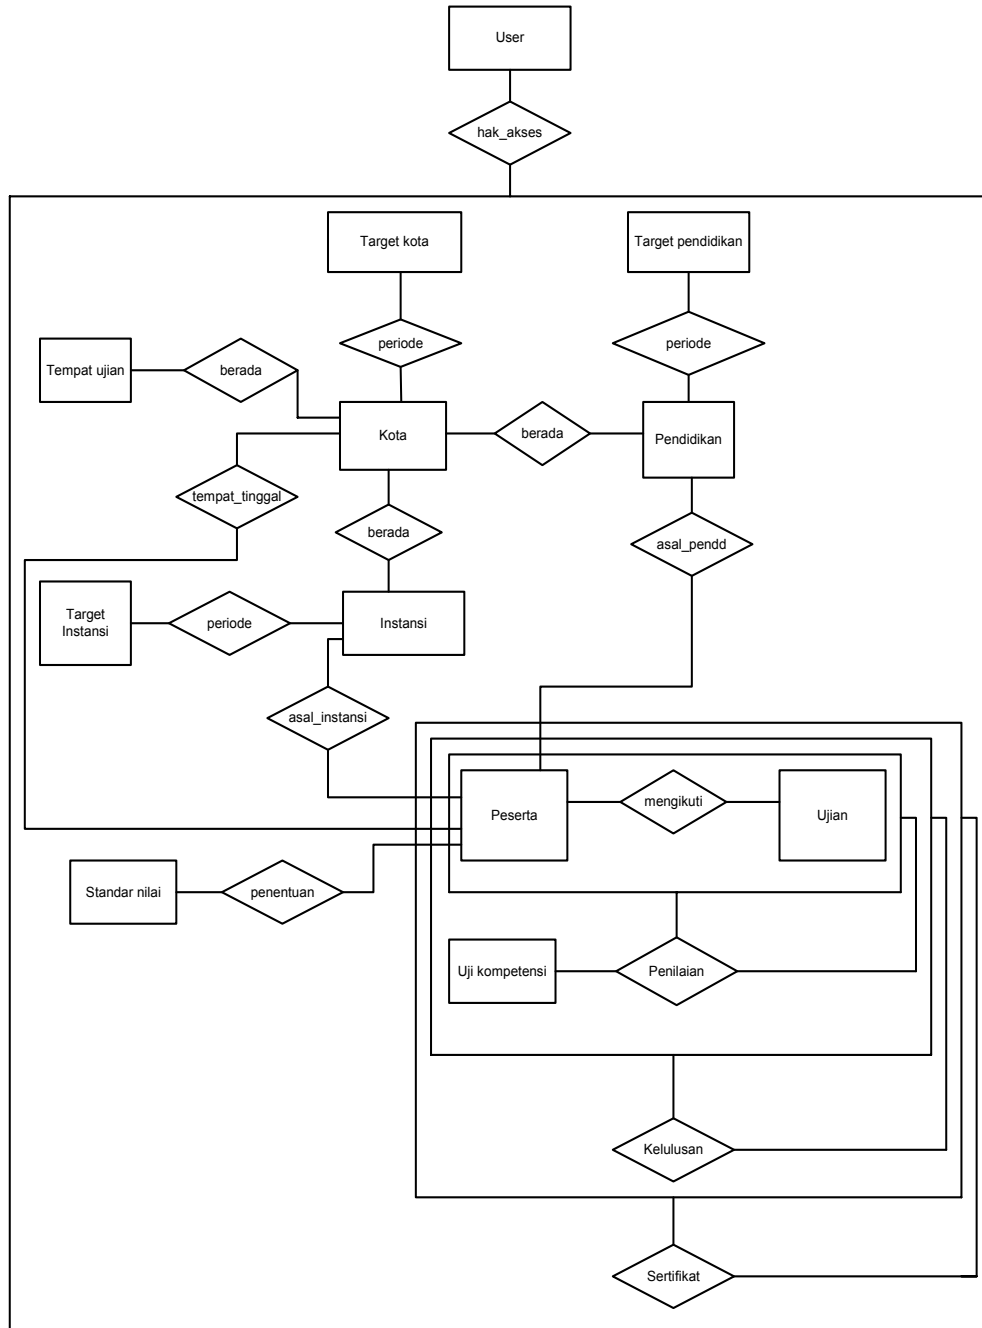 User
hak_akses
Target kota
Target pendidikan
periode
periode
Tempat ujian
berada
Kota
berada
Pendidikan
tempat_tinggal
berada
asal_pendd
Target
Instansi
periode
Instansi
asal_instansi
Peserta
mengikuti
Ujian
Standar nilai
penentuan
Uji kompetensi
Penilaian
Kelulusan
Sertifikat